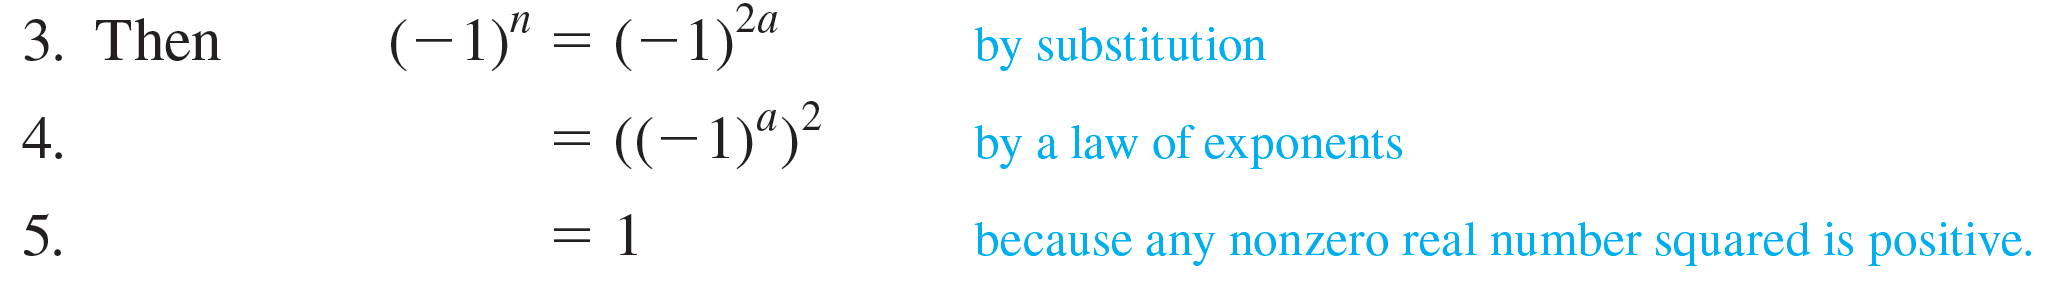 3. Then (−1)ⁿ = (−1)²ᵃ by substitution
4. = ((−1)ᵃ)² by a law of exponents
5. = 1 because any nonzero real number squared is positive.